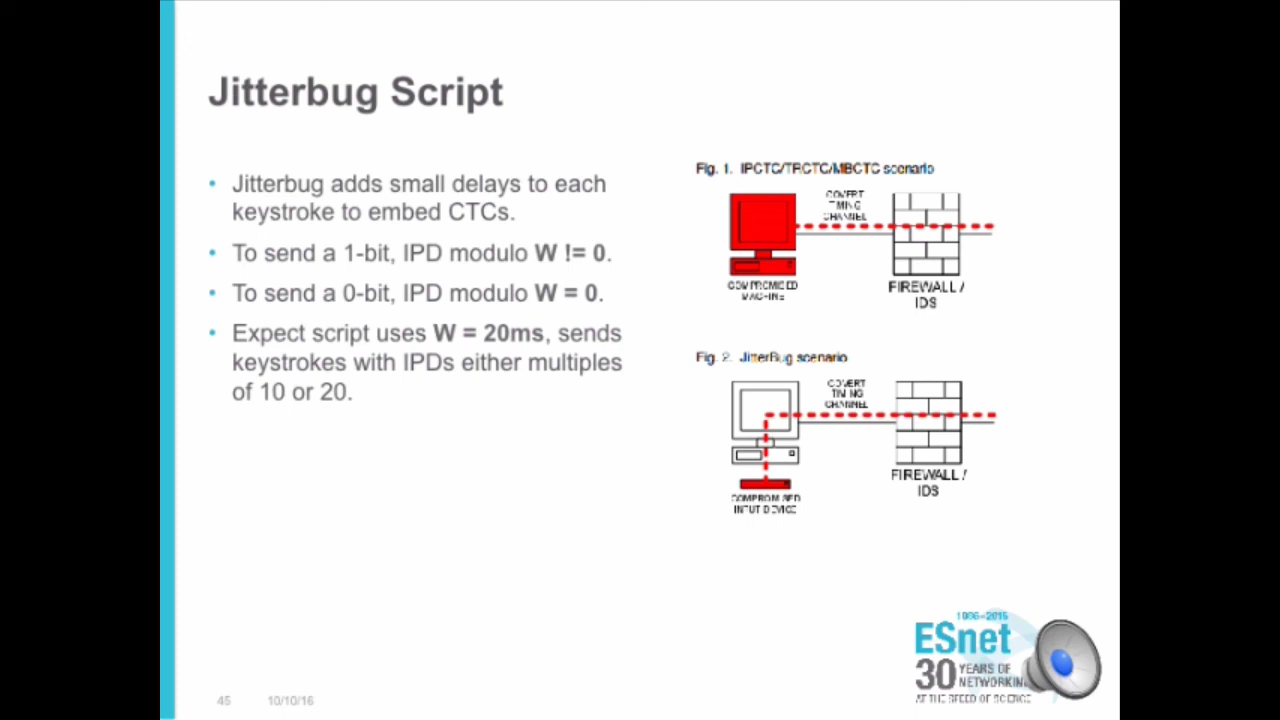 Jitterbug Script
• Jitterbug adds small delays to each
keystroke to embed CTCs.
• To send a 1-bit, IPD modulo W != 0.
• To send a 0-bit, IPD modulo W = 0.
• Expect script uses W = 20ms, sends
keystrokes with IPDs either multiples
of 10 or 20.
Fig. 1. IPCTC/TRCTC/MBCTC scenario
COVERT
TIMING
CHANNEL
COMPROMISED
MACHINE
FIREWALL /
IDS
Fig. 2. JitterBug scenario
COVERT
TIMING
CHANNEL
COMPROMISED
INPUT DEVICE
FIREWALL /
IDS
ESnet
30
YEARS OF
NETWORKIN
AT THE SPEED OF SCIENCE
45
10/10/16